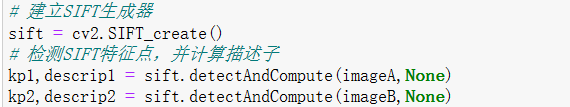 # 建立SIFT生成器
sift = cv2.SIFT_create()
# 检测SIFT特征点，并计算描述子
kp1,descrip1 = sift.detectAndCompute(imageA,None)
kp2,descrip2 = sift.detectAndCompute(imageB,None)